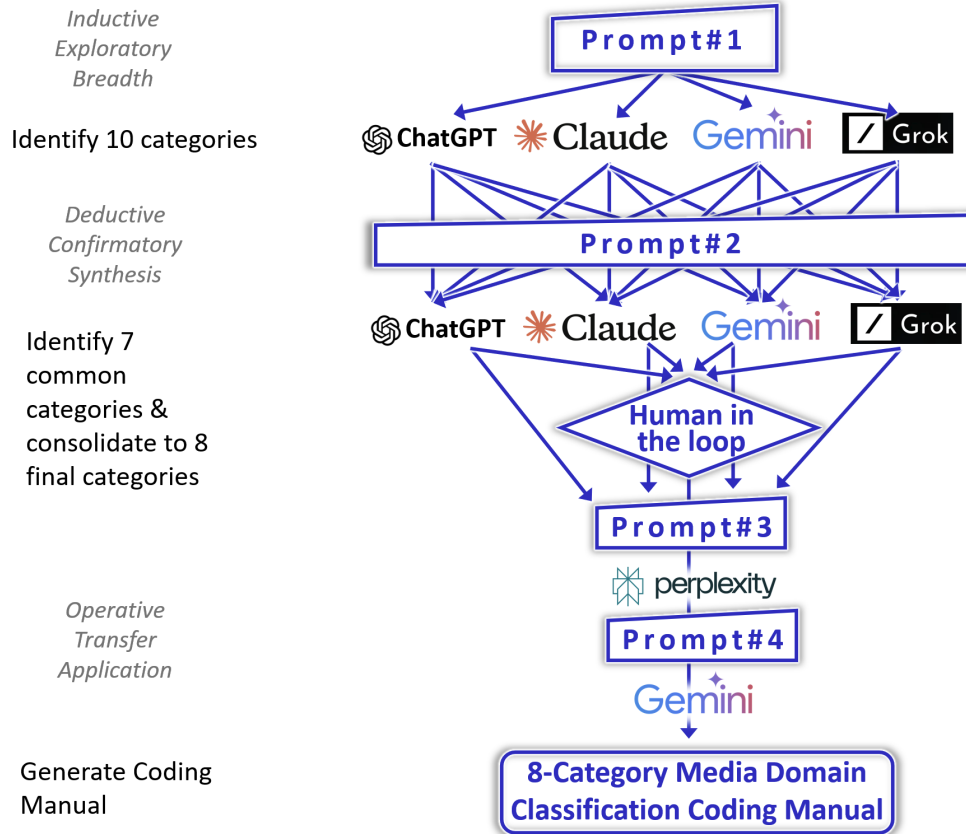 Inductive
Exploratory
Breadth
Prompt#1
Identify 10 categories
ChatGPT
Claude
Gemini
Grok
Deductive
Confirmatory
Synthesis
Prompt#2
ChatGPT
Claude
Gemini
Grok
Identify 7
common
categories &
consolidate to 8
final categories
Human in
the loop
Prompt#3
perplexity
Operative
Transfer
Application
Prompt#4
Gemini
Generate Coding
Manual
8-Category Media Domain
Classification Coding Manual